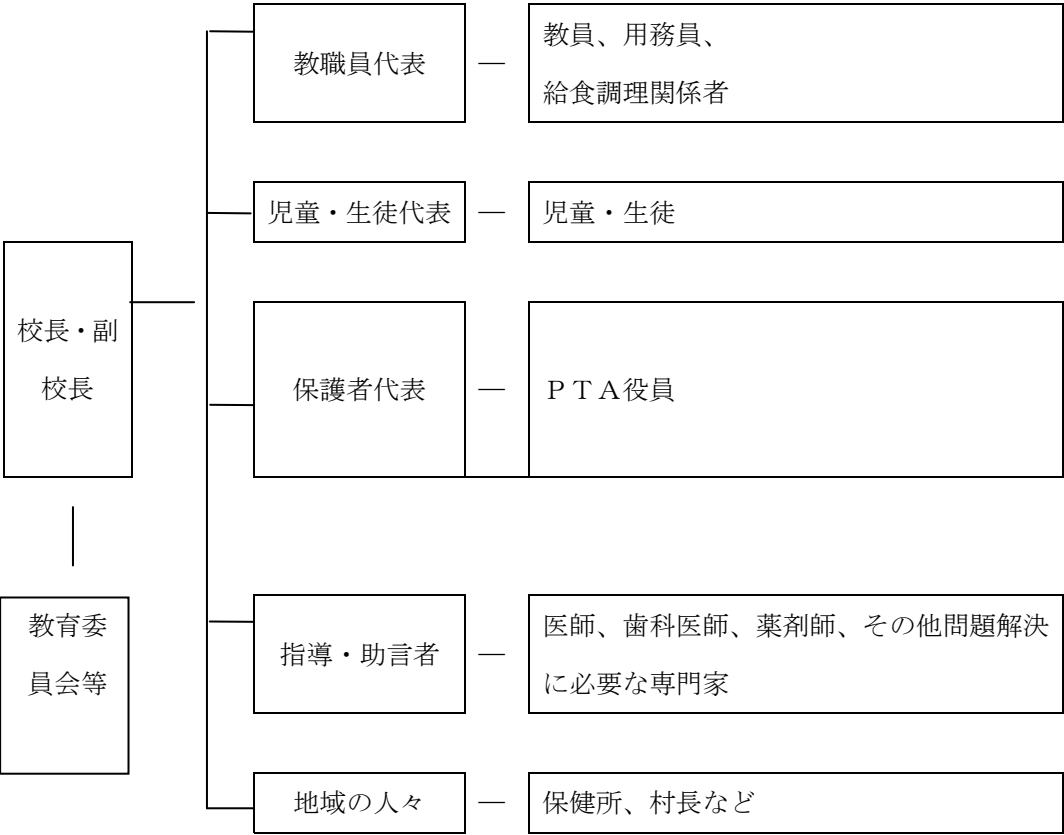 教職員代表
―
教員、用務員、
給食調理関係者
児童・生徒代表
―
児童・生徒
校長・副
校長
保護者代表
―
ＰＴＡ役員
教育委
員会等
指導・助言者
―
医師、歯科医師、薬剤師、その他問題解決
に必要な専門家
地域の人々
―
保健所、村長など